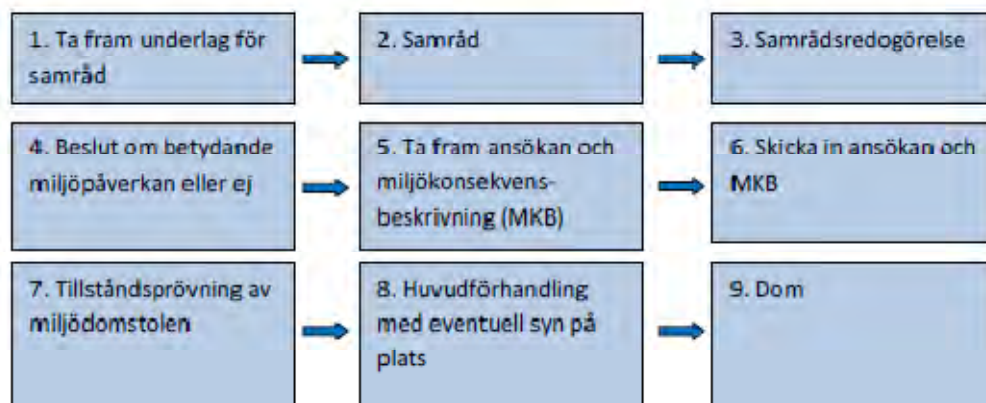 1. Ta fram underlag för
samråd
2. Samråd
3. Samrådsredogörelse
4. Beslut om betydande
miljöpåverkan eller ej
5. Ta fram ansökan och
miljökonsekvens-
beskrivning (MKB)
6. Skicka in ansökan och
MKB
7. Tillståndsprövning av
miljödomstolen
8. Huvudförhandling
med eventuell syn på
plats
9. Dom